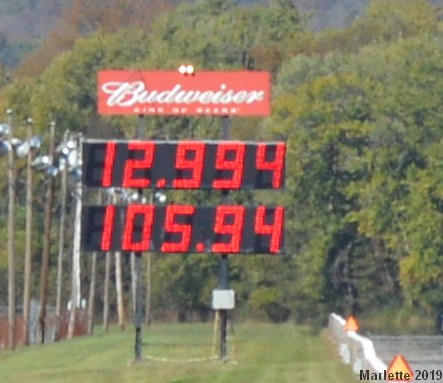 Budweiser
KING OF BEERS
12.994
105.94
Marlette 2019